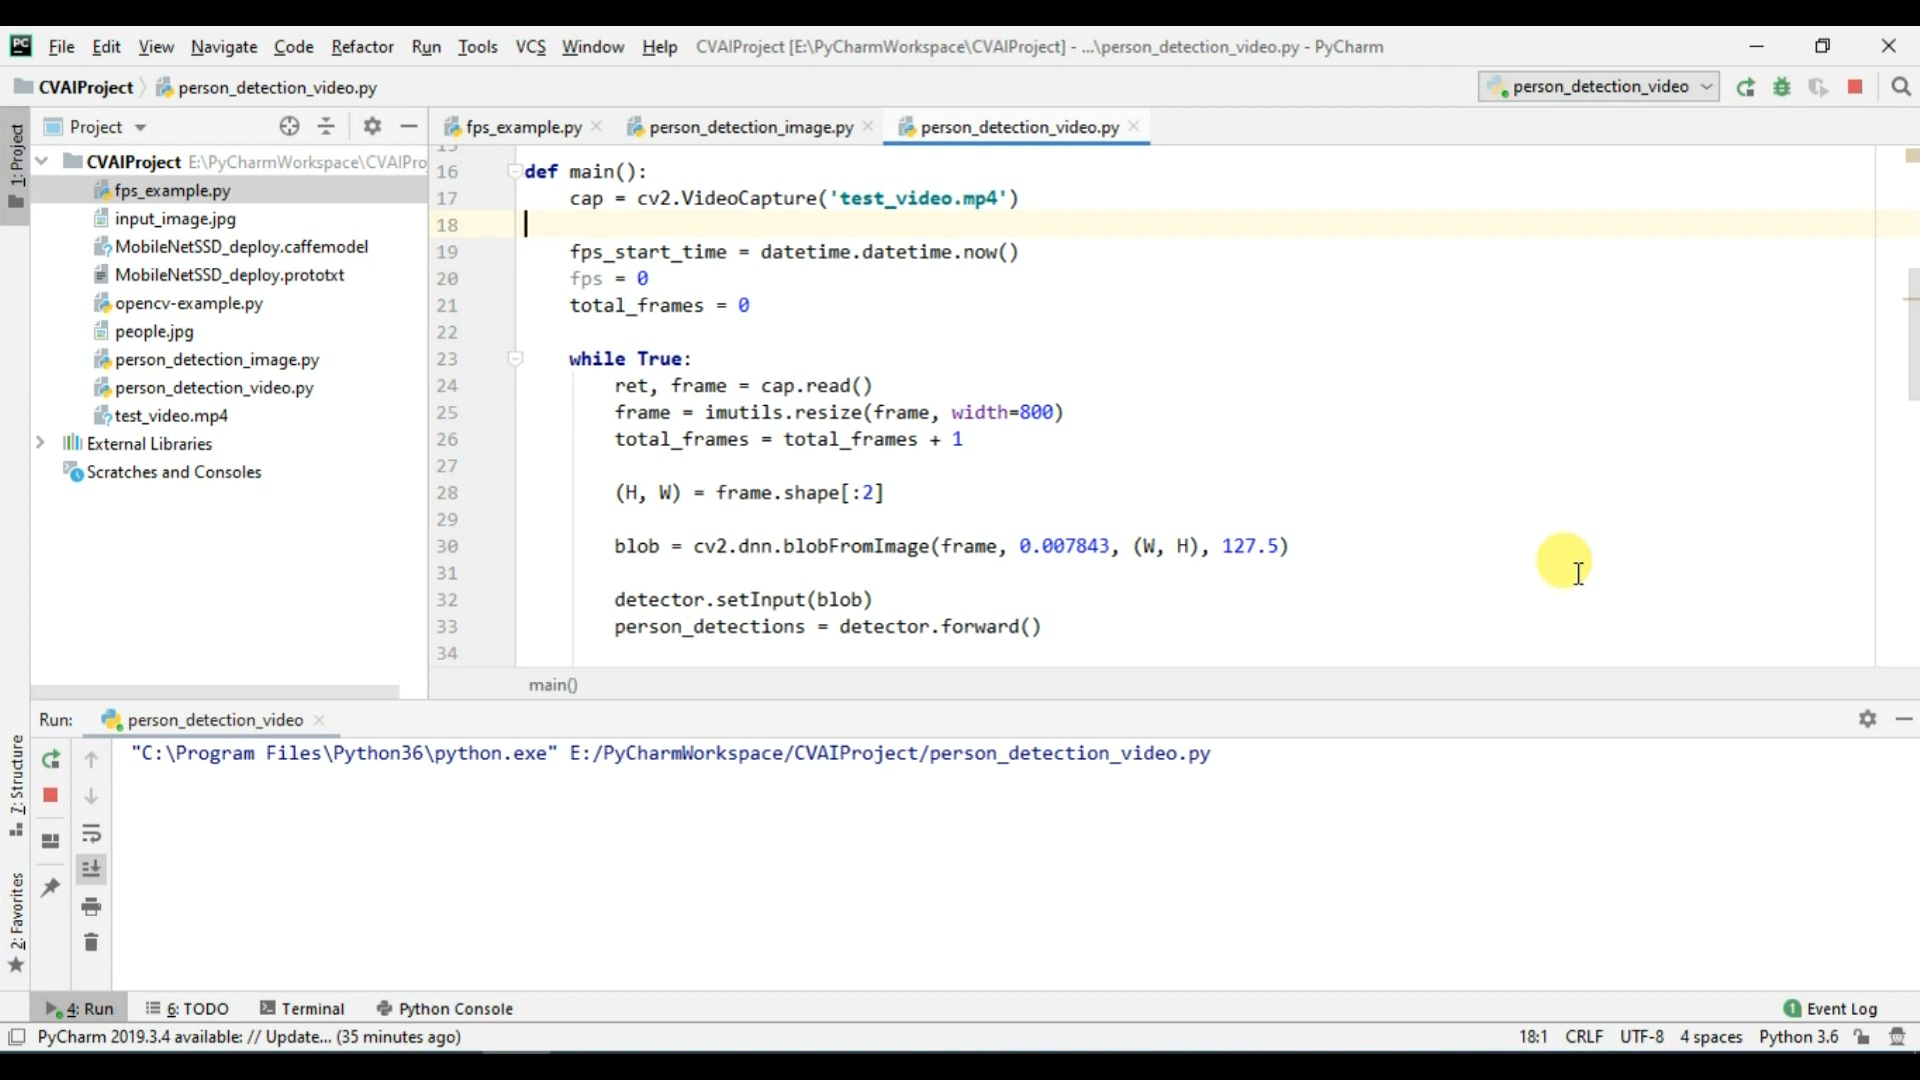 PC File Edit View Navigate Code Refactor Run Tools VCS Window Help CVAIProject [E:\PyCharmWorkspace\CVAIProject] - ...\person_detection_video.py - PyCharm
CVAIProject person_detection_video.py person_detection_video
1: Project
Project
CVAIProject E:\PyCharmWorkspace\CVAIPro
fps_example.py
input_image.jpg
MobileNetSSD_deploy.caffemodel
MobileNetSSD_deploy.prototxt
opencv-example.py
people.jpg
person_detection_image.py
person_detection_video.py
test_video.mp4
External Libraries
Scratches and Consoles
fps_example.py person_detection_image.py person_detection_video.py
15
16 def main():
17 cap = cv2.VideoCapture('test_video.mp4')
18
19 fps_start_time = datetime.datetime.now()
20 fps = 0
21 total_frames = 0
22
23 while True:
24 ret, frame = cap.read()
25 frame = imutils.resize(frame, width=800)
26 total_frames = total_frames + 1
27
28 (H, W) = frame.shape[:2]
29
30 blob = cv2.dnn.blobFromImage(frame, 0.007843, (W, H), 127.5)
31
32 detector.setInput(blob)
33 person_detections = detector.forward()
34
main()
Run: person_detection_video
"C:\Program Files\Python36\python.exe" E:/PyCharmWorkspace/CVAIProject/person_detection_video.py
7: Structure
2: Favorites
4: Run 6: TODO Terminal Python Console 1 Event Log
PyCharm 2019.3.4 available: // Update... (35 minutes ago) 18:1 CRLF UTF-8 4 spaces Python 3.6